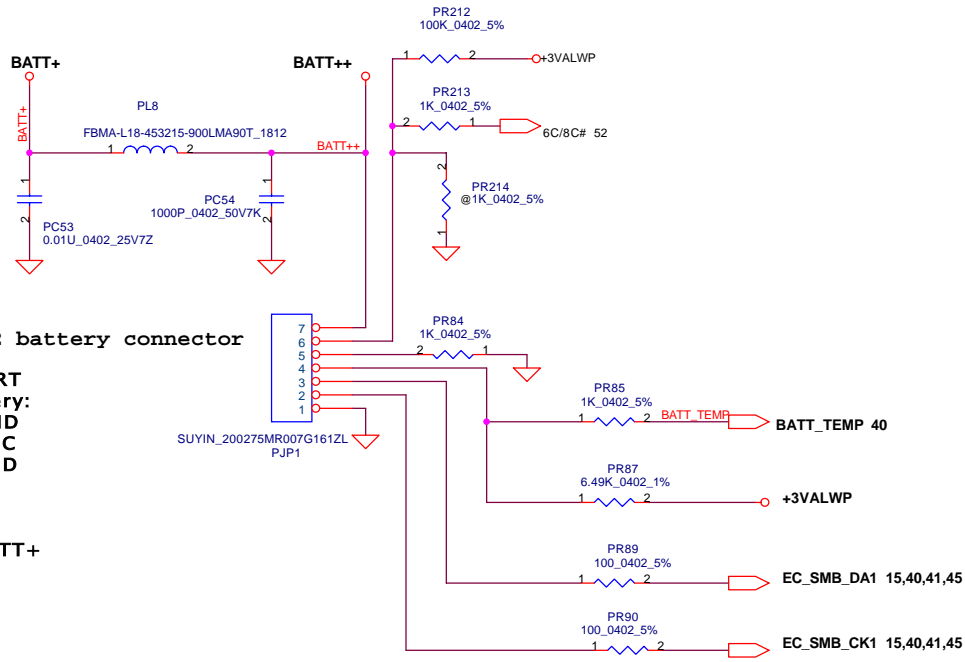 PR212
100K_0402_5%
1 2 +3VALWP
BATT+ BATT++
PR213
1K_0402_5%
2 1 6C/8C# 52
PL8
FBMA-L18-453215-900LMA90T_1812
BATT+
1 2 BATT++
2
PR214
@1K_0402_5%
1
1
2
PC53
0.01U_0402_25V7Z
1
PC54
1000P_0402_50V7K
2
battery connector
7
6
5
4
3
2
1
SUYIN_200275MR007G161ZL
PJP1
PR84
1K_0402_5%
2 1
RT
ery:
ID
C
D
TT+
PR85
1K_0402_5%
1 2 BATT_TEMP BATT_TEMP 40
PR87
6.49K_0402_1%
1 2 +3VALWP
PR89
100_0402_5%
1 2 EC_SMB_DA1 15,40,41,45
PR90
100_0402_5%
1 2 EC_SMB_CK1 15,40,41,45